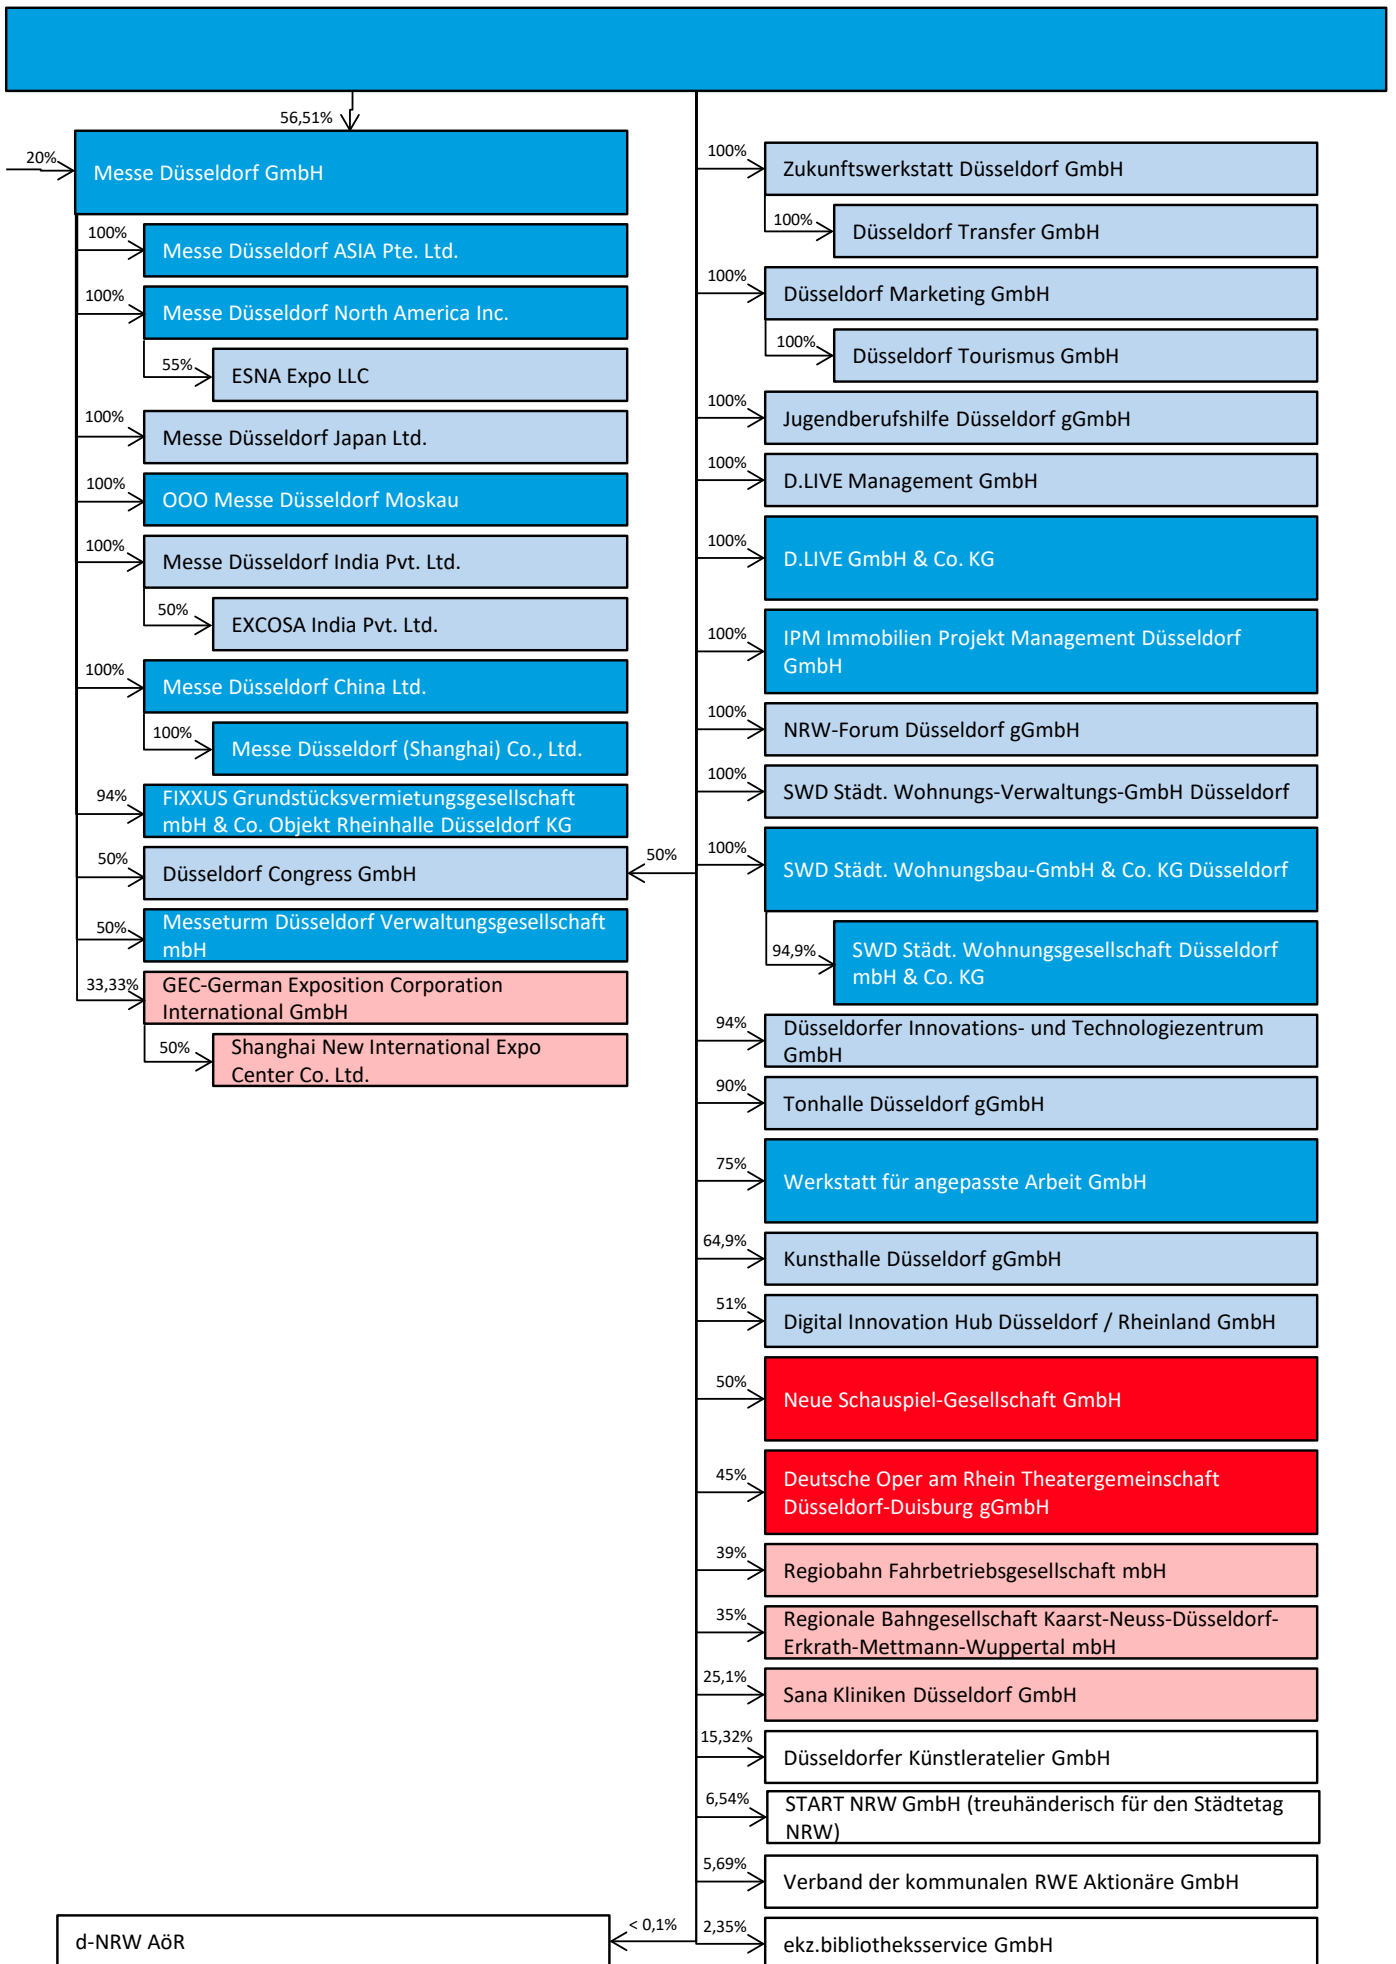 56,51%
20%
Messe Düsseldorf GmbH
100%
Messe Düsseldorf ASIA Pte. Ltd.
100%
Messe Düsseldorf North America Inc.
55%
ESNA Expo LLC
100%
Messe Düsseldorf Japan Ltd.
100%
OOO Messe Düsseldorf Moskau
100%
Messe Düsseldorf India Pvt. Ltd.
50%
EXCOSA India Pvt. Ltd.
100%
Messe Düsseldorf China Ltd.
100%
Messe Düsseldorf (Shanghai) Co., Ltd.
94%
FIXXUS Grundstücksvermietungsgesellschaft
mbH & Co. Objekt Rheinhalle Düsseldorf KG
50%
Düsseldorf Congress GmbH
50%
50%
Messeturm Düsseldorf Verwaltungsgesellschaft
mbH
33,33%
GEC-German Exposition Corporation
International GmbH
50%
Shanghai New International Expo
Center Co. Ltd.
100%
Zukunftswerkstatt Düsseldorf GmbH
100%
Düsseldorf Transfer GmbH
100%
Düsseldorf Marketing GmbH
100%
Düsseldorf Tourismus GmbH
100%
Jugendberufshilfe Düsseldorf gGmbH
100%
D.LIVE Management GmbH
100%
D.LIVE GmbH & Co. KG
100%
IPM Immobilien Projekt Management Düsseldorf
GmbH
100%
NRW-Forum Düsseldorf gGmbH
100%
SWD Städt. Wohnungs-Verwaltungs-GmbH Düsseldorf
100%
SWD Städt. Wohnungsbau-GmbH & Co. KG Düsseldorf
94,9%
SWD Städt. Wohnungsgesellschaft Düsseldorf
mbH & Co. KG
94%
Düsseldorfer Innovations- und Technologiezentrum
GmbH
90%
Tonhalle Düsseldorf gGmbH
75%
Werkstatt für angepasste Arbeit GmbH
64,9%
Kunsthalle Düsseldorf gGmbH
51%
Digital Innovation Hub Düsseldorf / Rheinland GmbH
50%
Neue Schauspiel-Gesellschaft GmbH
45%
Deutsche Oper am Rhein Theatergemeinschaft
Düsseldorf-Duisburg gGmbH
39%
Regiobahn Fahrbetriebsgesellschaft mbH
35%
Regionale Bahngesellschaft Kaarst-Neuss-Düsseldorf-
Erkrath-Mettmann-Wuppertal mbH
25,1%
Sana Kliniken Düsseldorf GmbH
15,32%
Düsseldorfer Künstleratelier GmbH
6,54%
START NRW GmbH (treuhänderisch für den Städtetag
NRW)
5,69%
Verband der kommunalen RWE Aktionäre GmbH
< 0,1%
d-NRW AöR
2,35%
ekz.bibliotheksservice GmbH